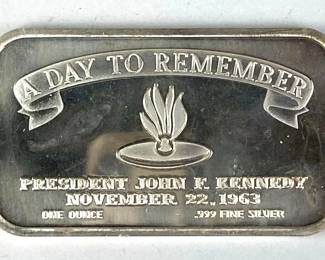 A DAY TO REMEMBER
PRESIDENT JOHN F. KENNEDY
NOVEMBER 22, 1963
ONE OUNCE .999 FINE SILVER